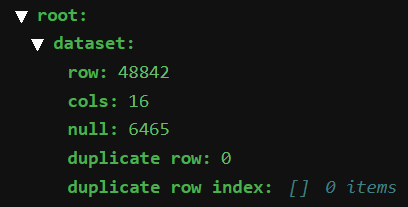 ▼ root:
▼ dataset:
row: 48842
cols: 16
null: 6465
duplicate row: 0
duplicate row index: [] 0 items